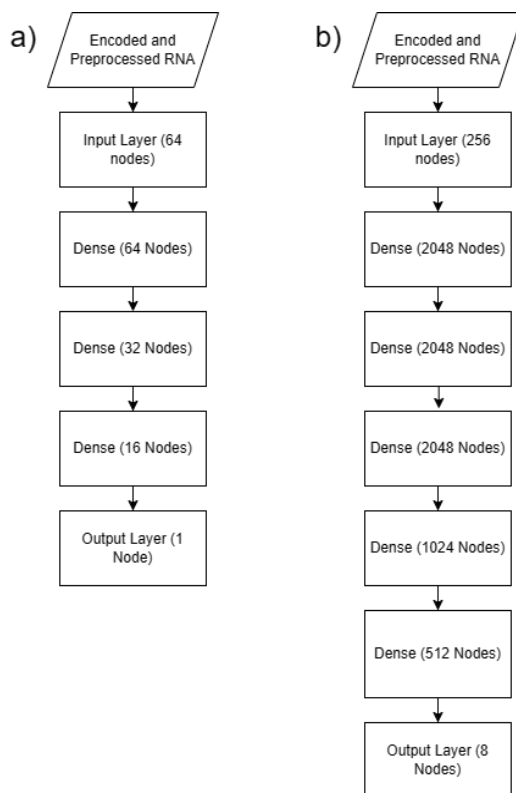 a)
Encoded and
Preprocessed RNA
Input Layer (64
nodes)
Dense (64 Nodes)
Dense (32 Nodes)
Dense (16 Nodes)
Output Layer (1
Node)
b)
Encoded and
Preprocessed RNA
Input Layer (256
nodes)
Dense (2048 Nodes)
Dense (2048 Nodes)
Dense (2048 Nodes)
Dense (1024 Nodes)
Dense (512 Nodes)
Output Layer (8
Nodes)